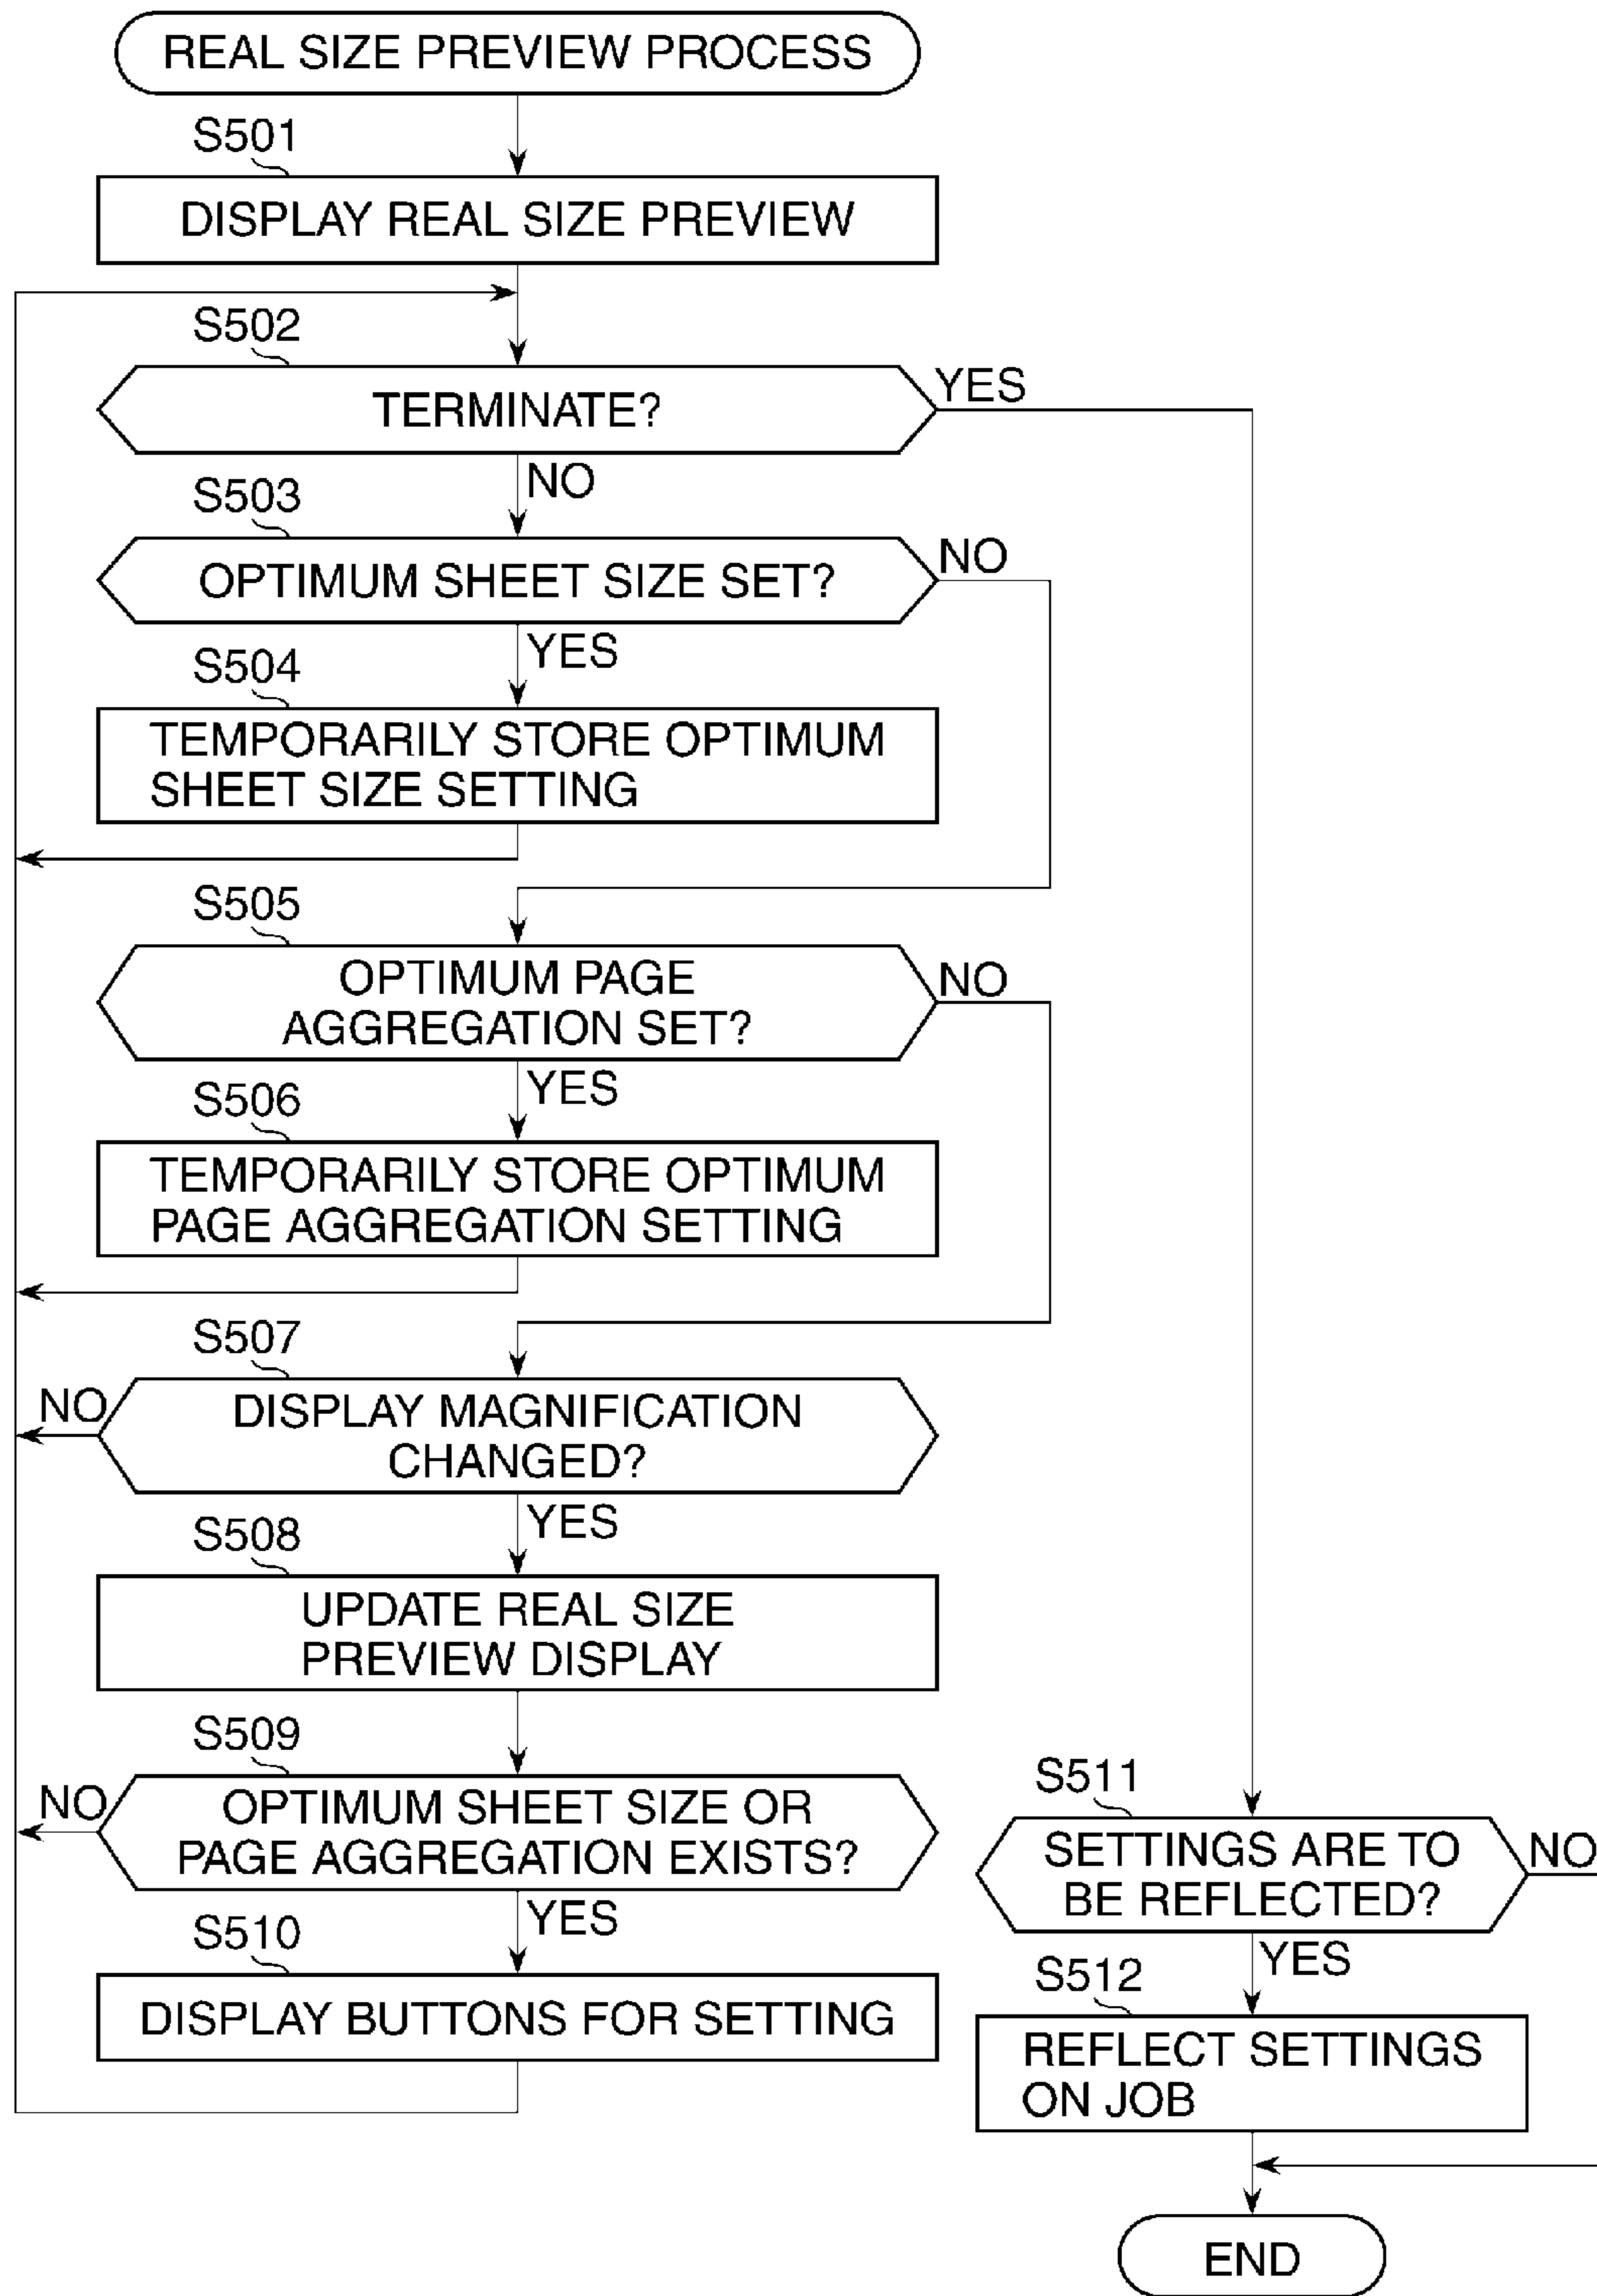 REAL SIZE PREVIEW PROCESS
S501
DISPLAY REAL SIZE PREVIEW
S502
TERMINATE?
YES
NO
S503
OPTIMUM SHEET SIZE SET?
NO
YES
S504
TEMPORARILY STORE OPTIMUM
SHEET SIZE SETTING
S505
OPTIMUM PAGE
AGGREGATION SET?
NO
YES
S506
TEMPORARILY STORE OPTIMUM
PAGE AGGREGATION SETTING
S507
NO
DISPLAY MAGNIFICATION
CHANGED?
YES
S508
UPDATE REAL SIZE
PREVIEW DISPLAY
S509
NO
OPTIMUM SHEET SIZE OR
PAGE AGGREGATION EXISTS?
YES
S510
DISPLAY BUTTONS FOR SETTING
S511
SETTINGS ARE TO
BE REFLECTED?
NO
YES
S512
REFLECT SETTINGS
ON JOB
END